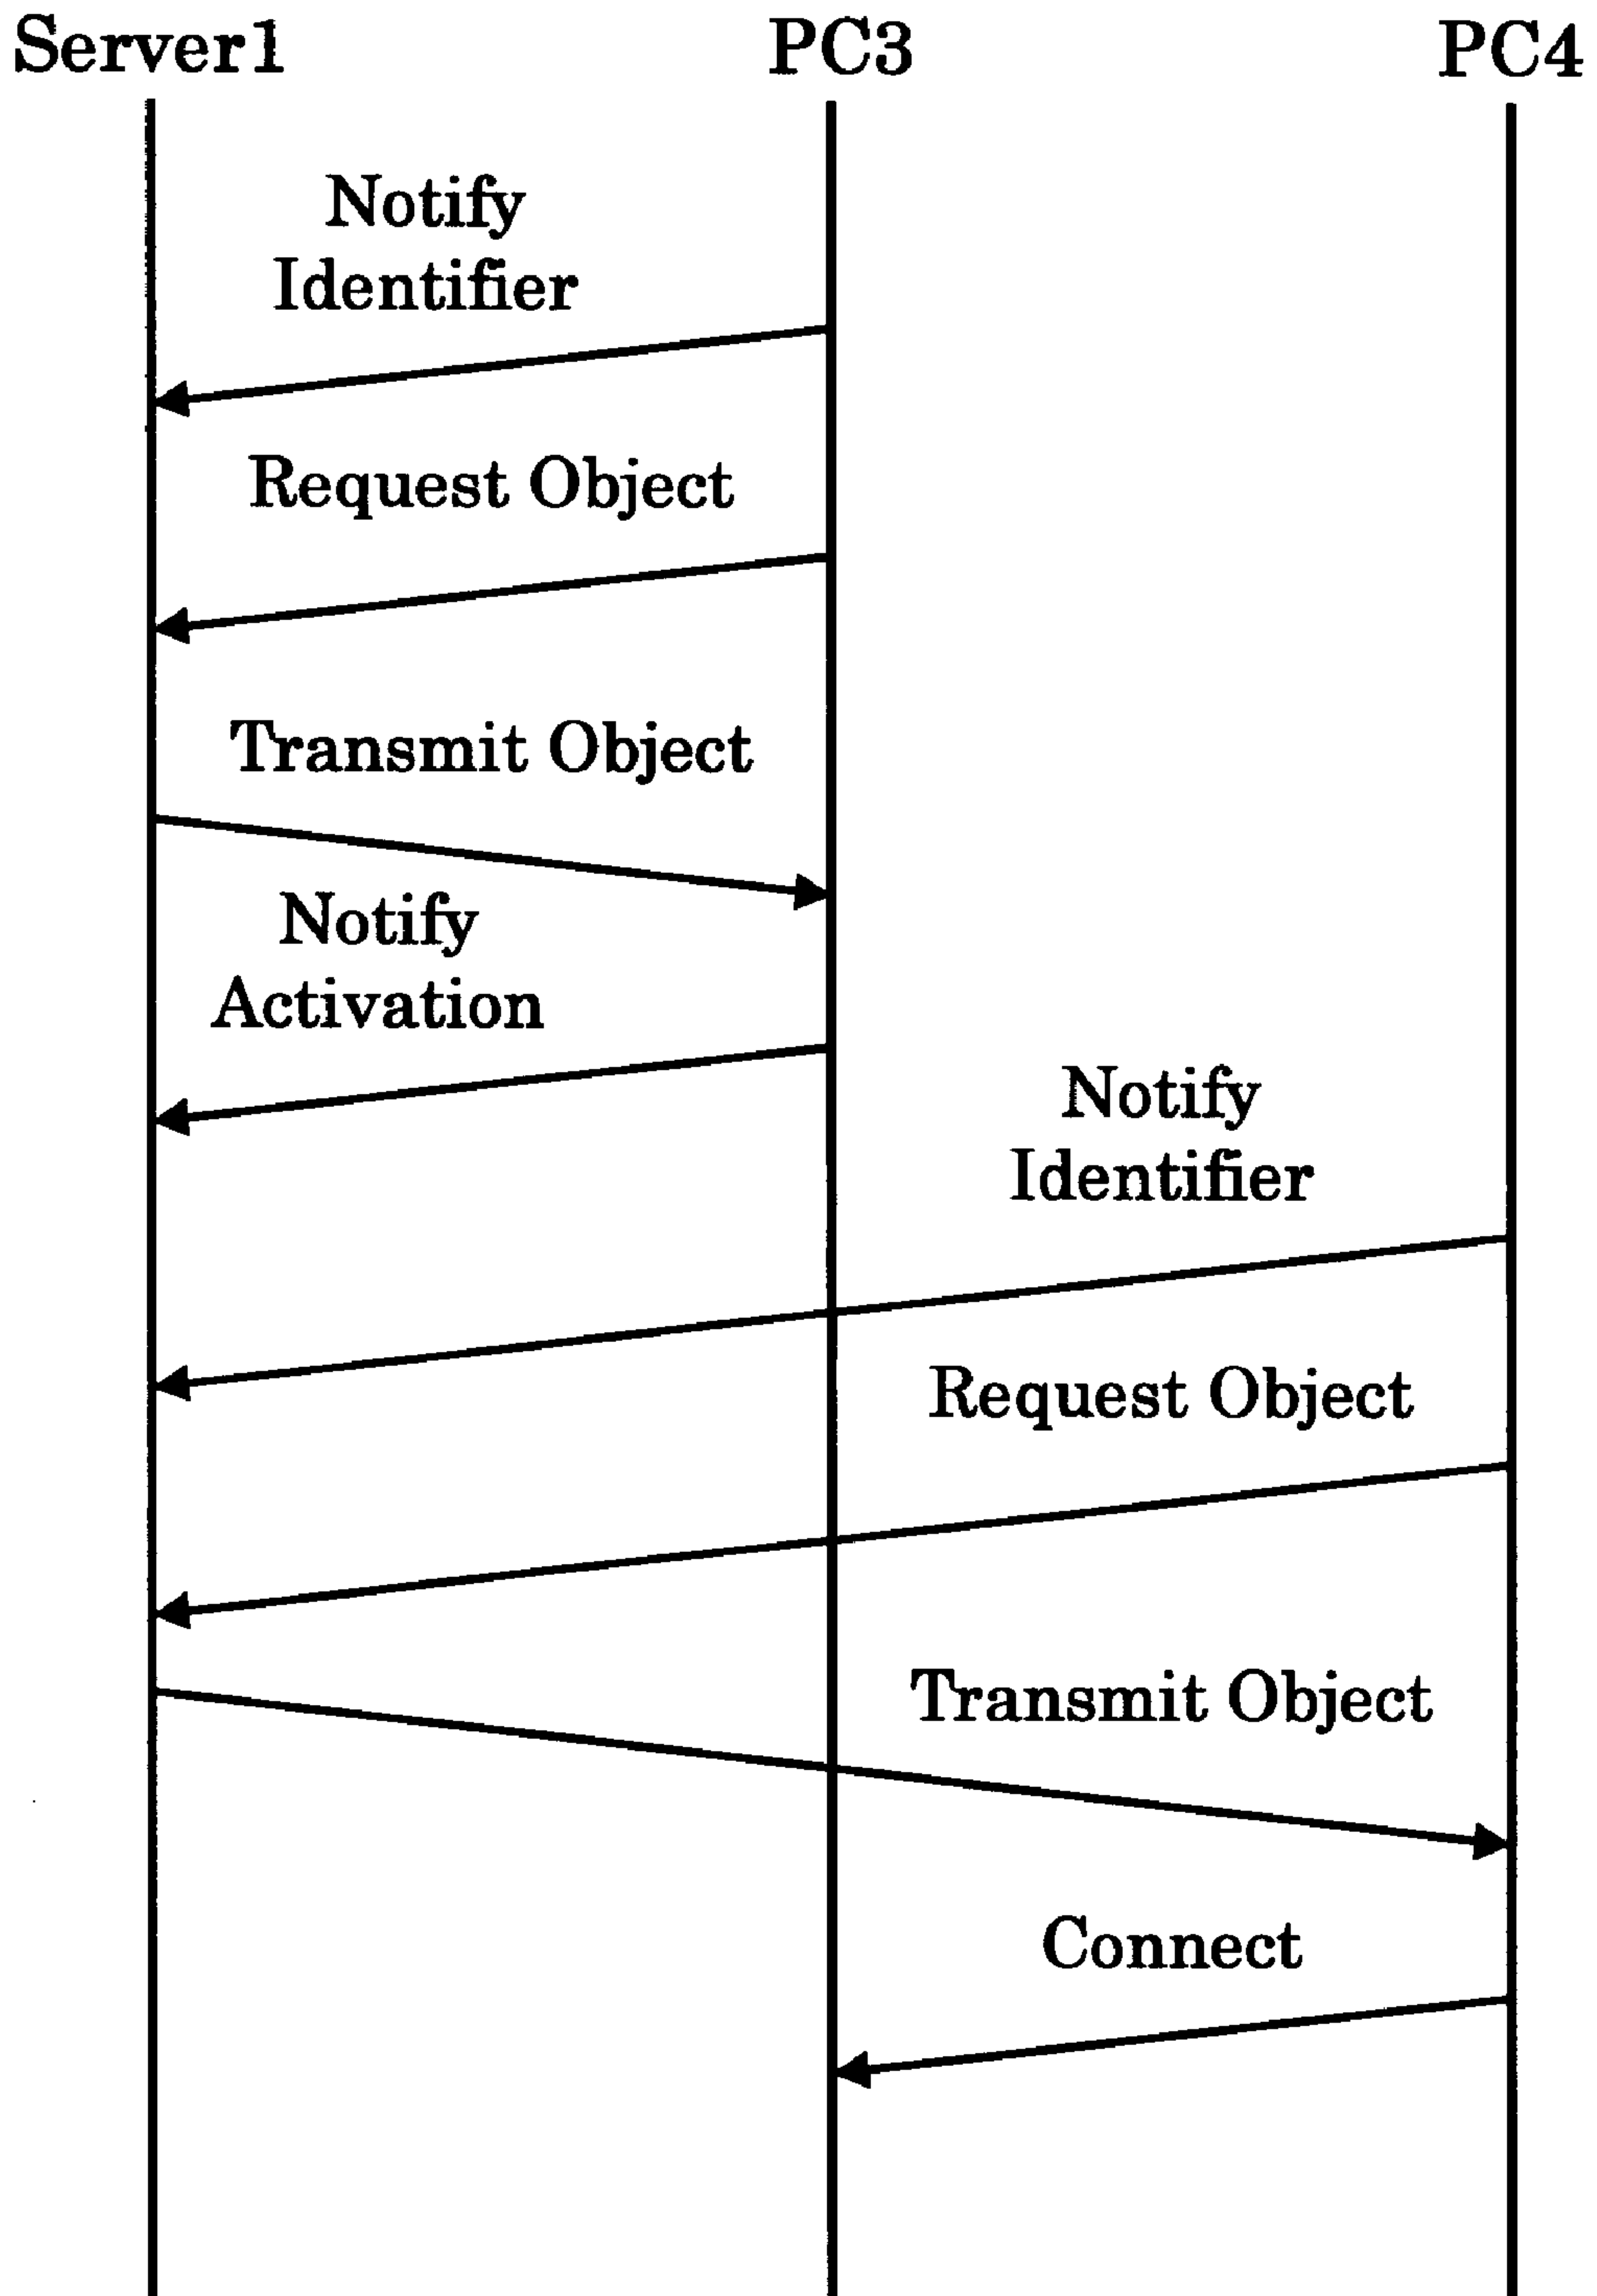 Server1
PC3
PC4
Notify
Identifier
Request Object
Transmit Object
Notify
Activation
Notify
Identifier
Request Object
Transmit Object
Connect